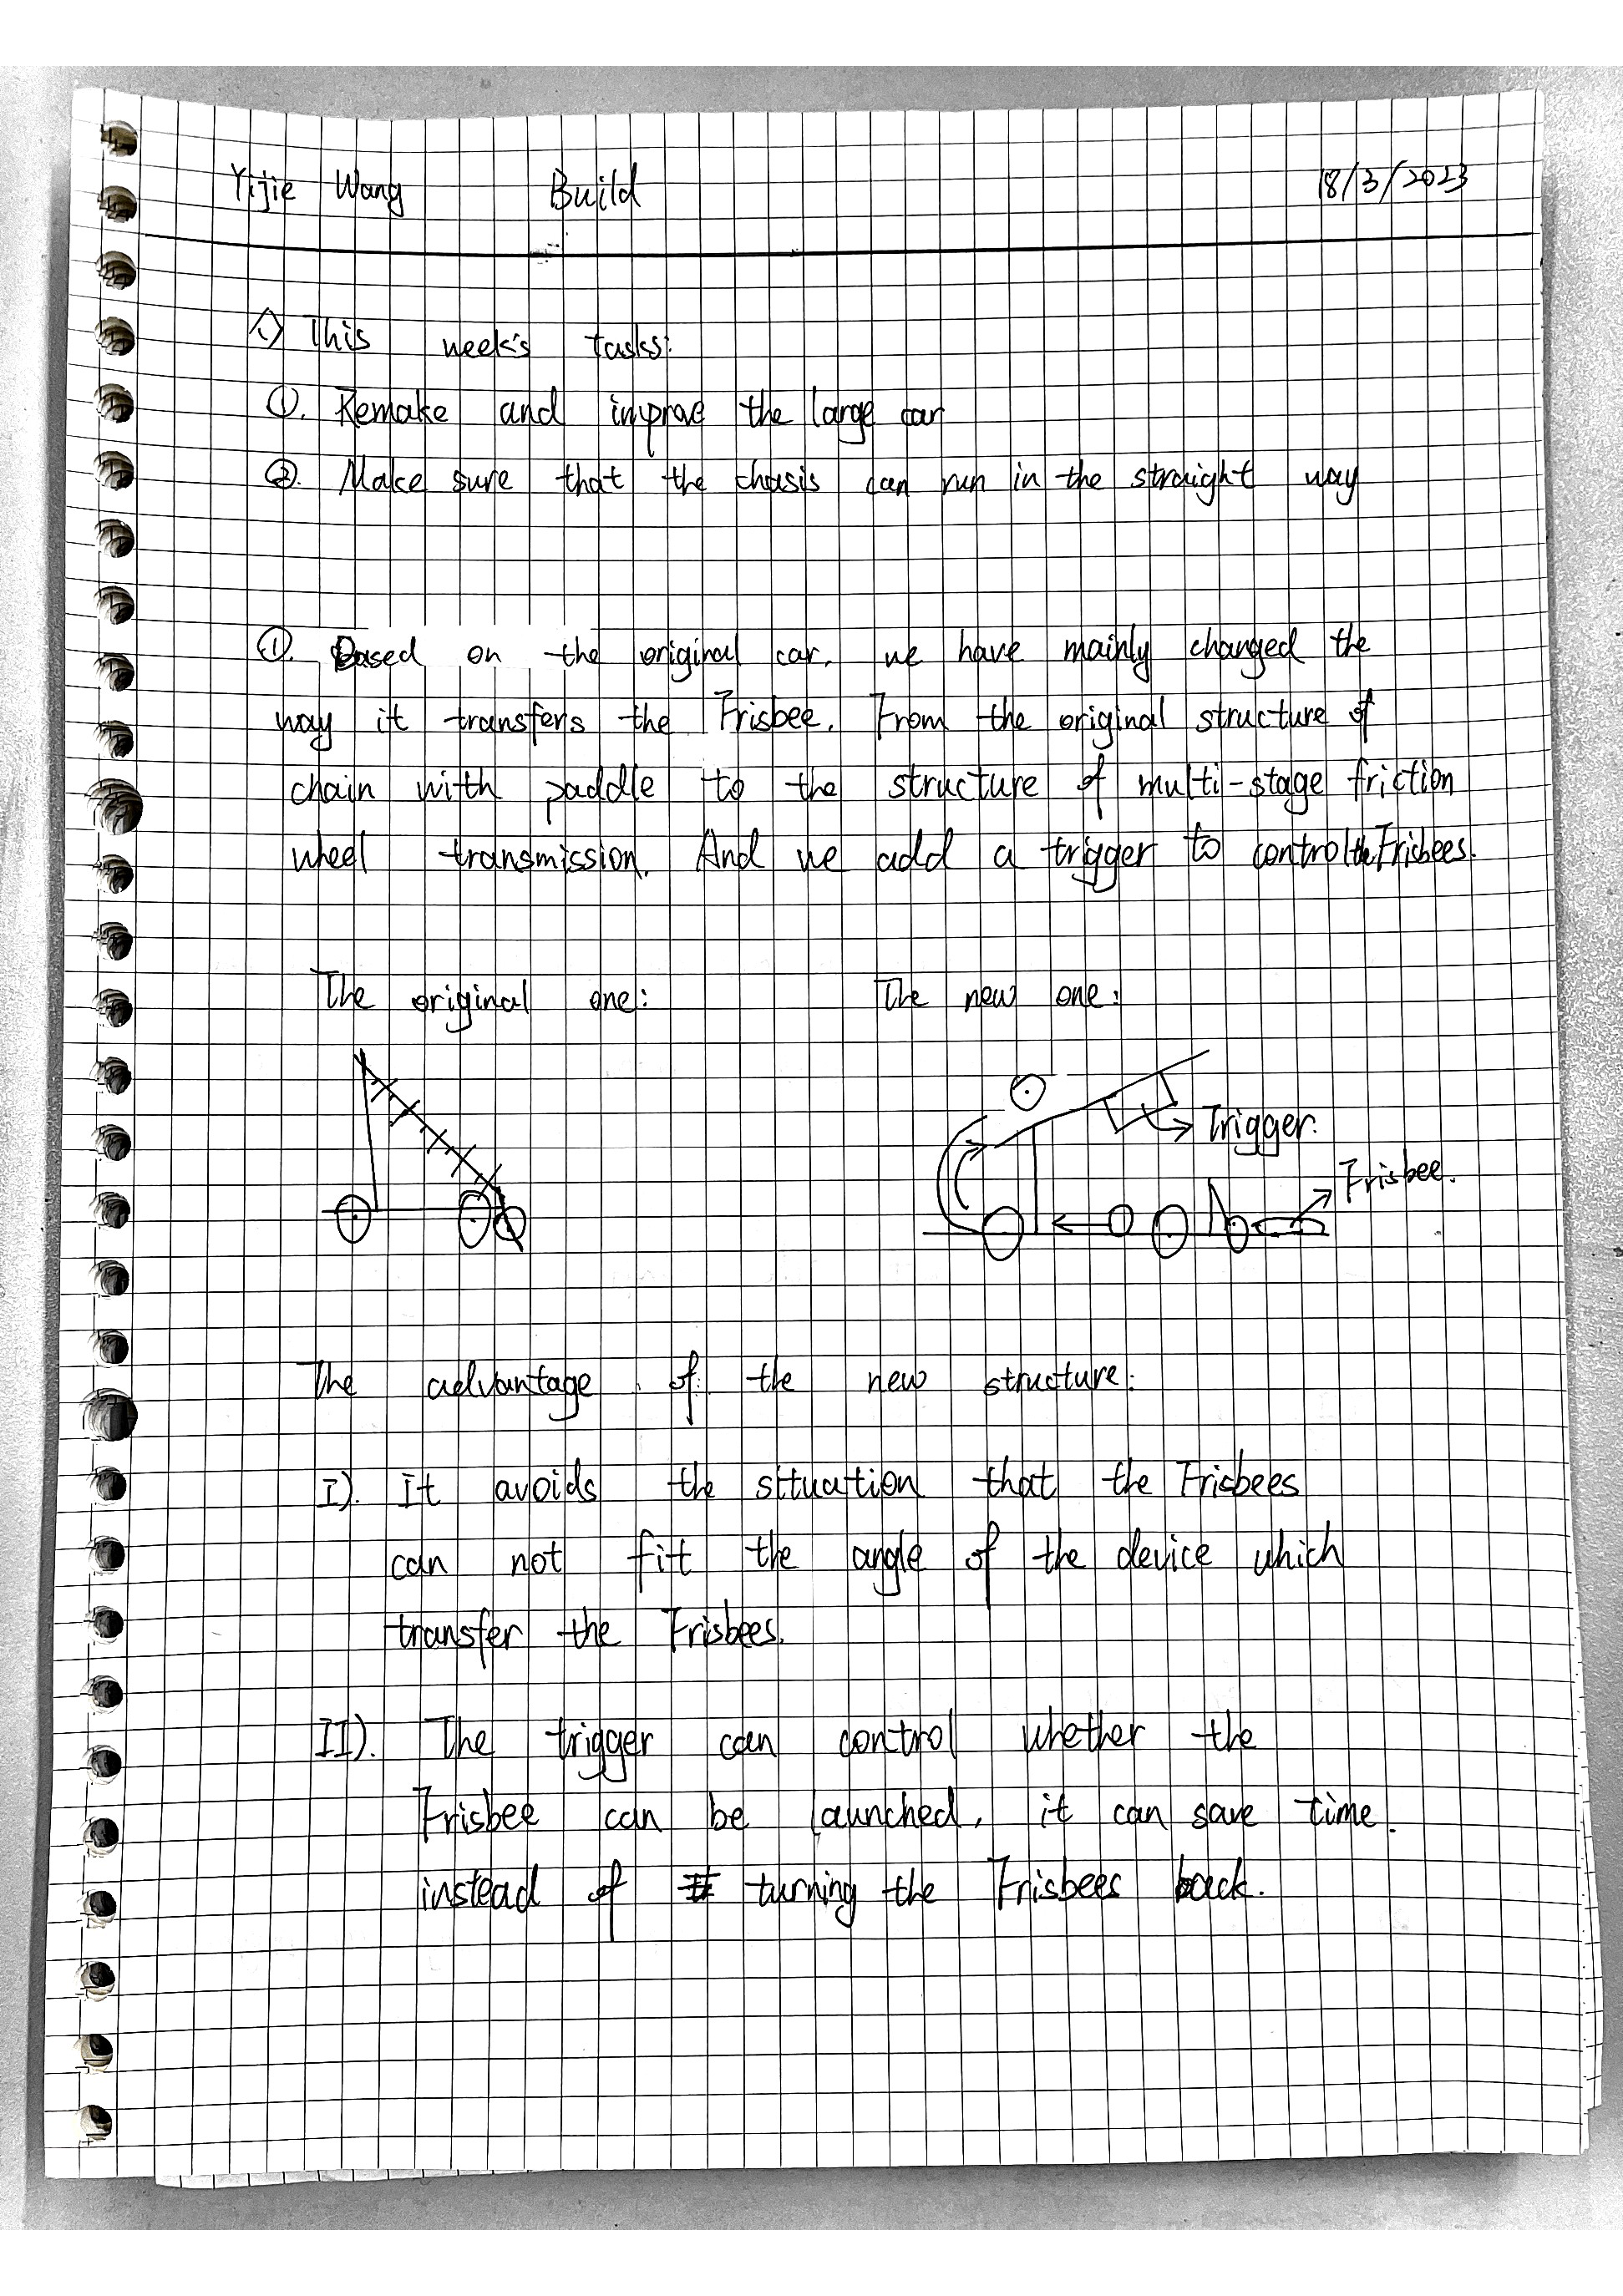 Yijie Wang Build 18/3/2023
1) This week's tasks:
①. Remake and improve the large car
②. Make sure that the chasis can run in the straight way
①. Based on the original car, we have mainly changed the
way it transfers the Frisbee. From the original structure of
chain with paddle to the structure of multi-stage friction
wheel transmission. And we add a trigger to control the Frisbees.
The original one: The new one:
Trigger.
Frisbee.
The advantage of the new structure:
I). It avoids the situation that the Frisbees
can not fit the angle of the device which
transfer the Frisbees.
II). The trigger can control whether the
Frisbee can be launched, it can save time.
instead of turning the Frisbees back.